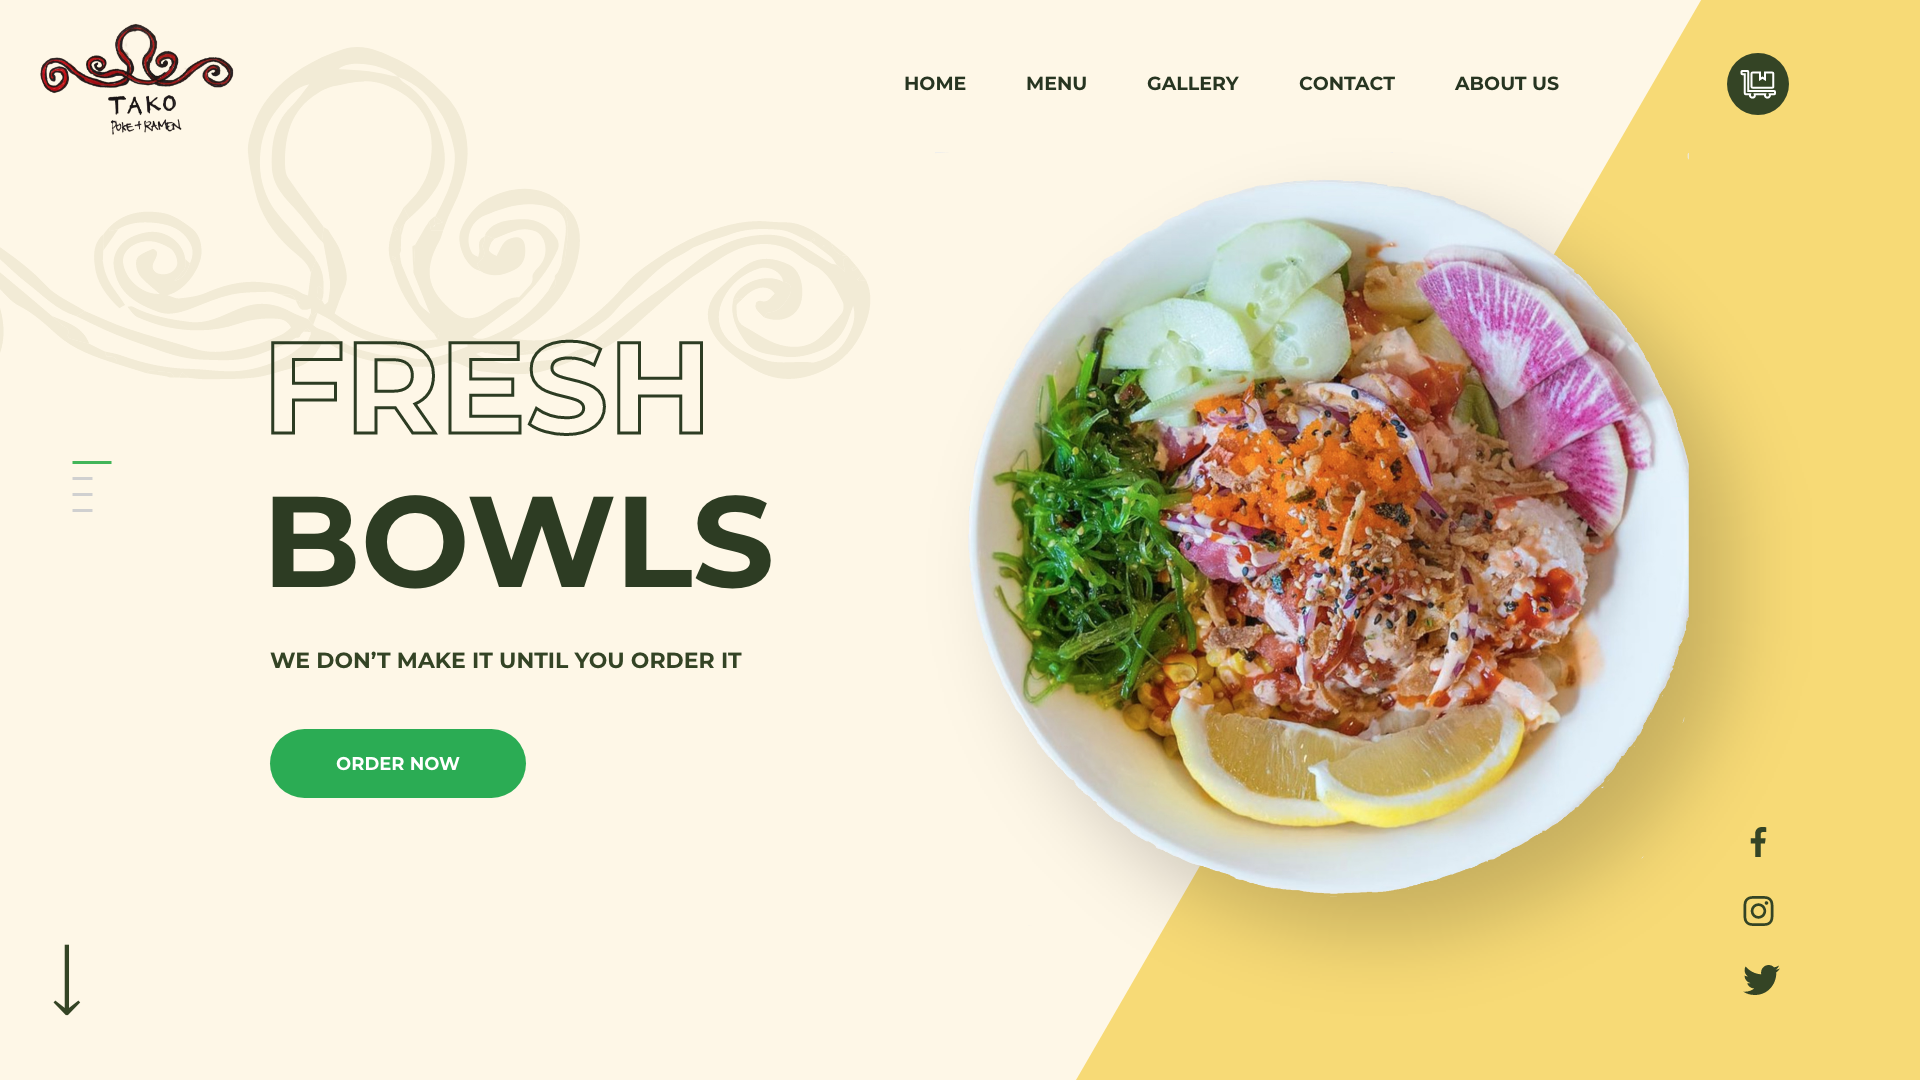 TAKO
POKE + RAMEN
HOME MENU GALLERY CONTACT ABOUT US
FRESH
BOWLS
WE DON’T MAKE IT UNTIL YOU ORDER IT
ORDER NOW